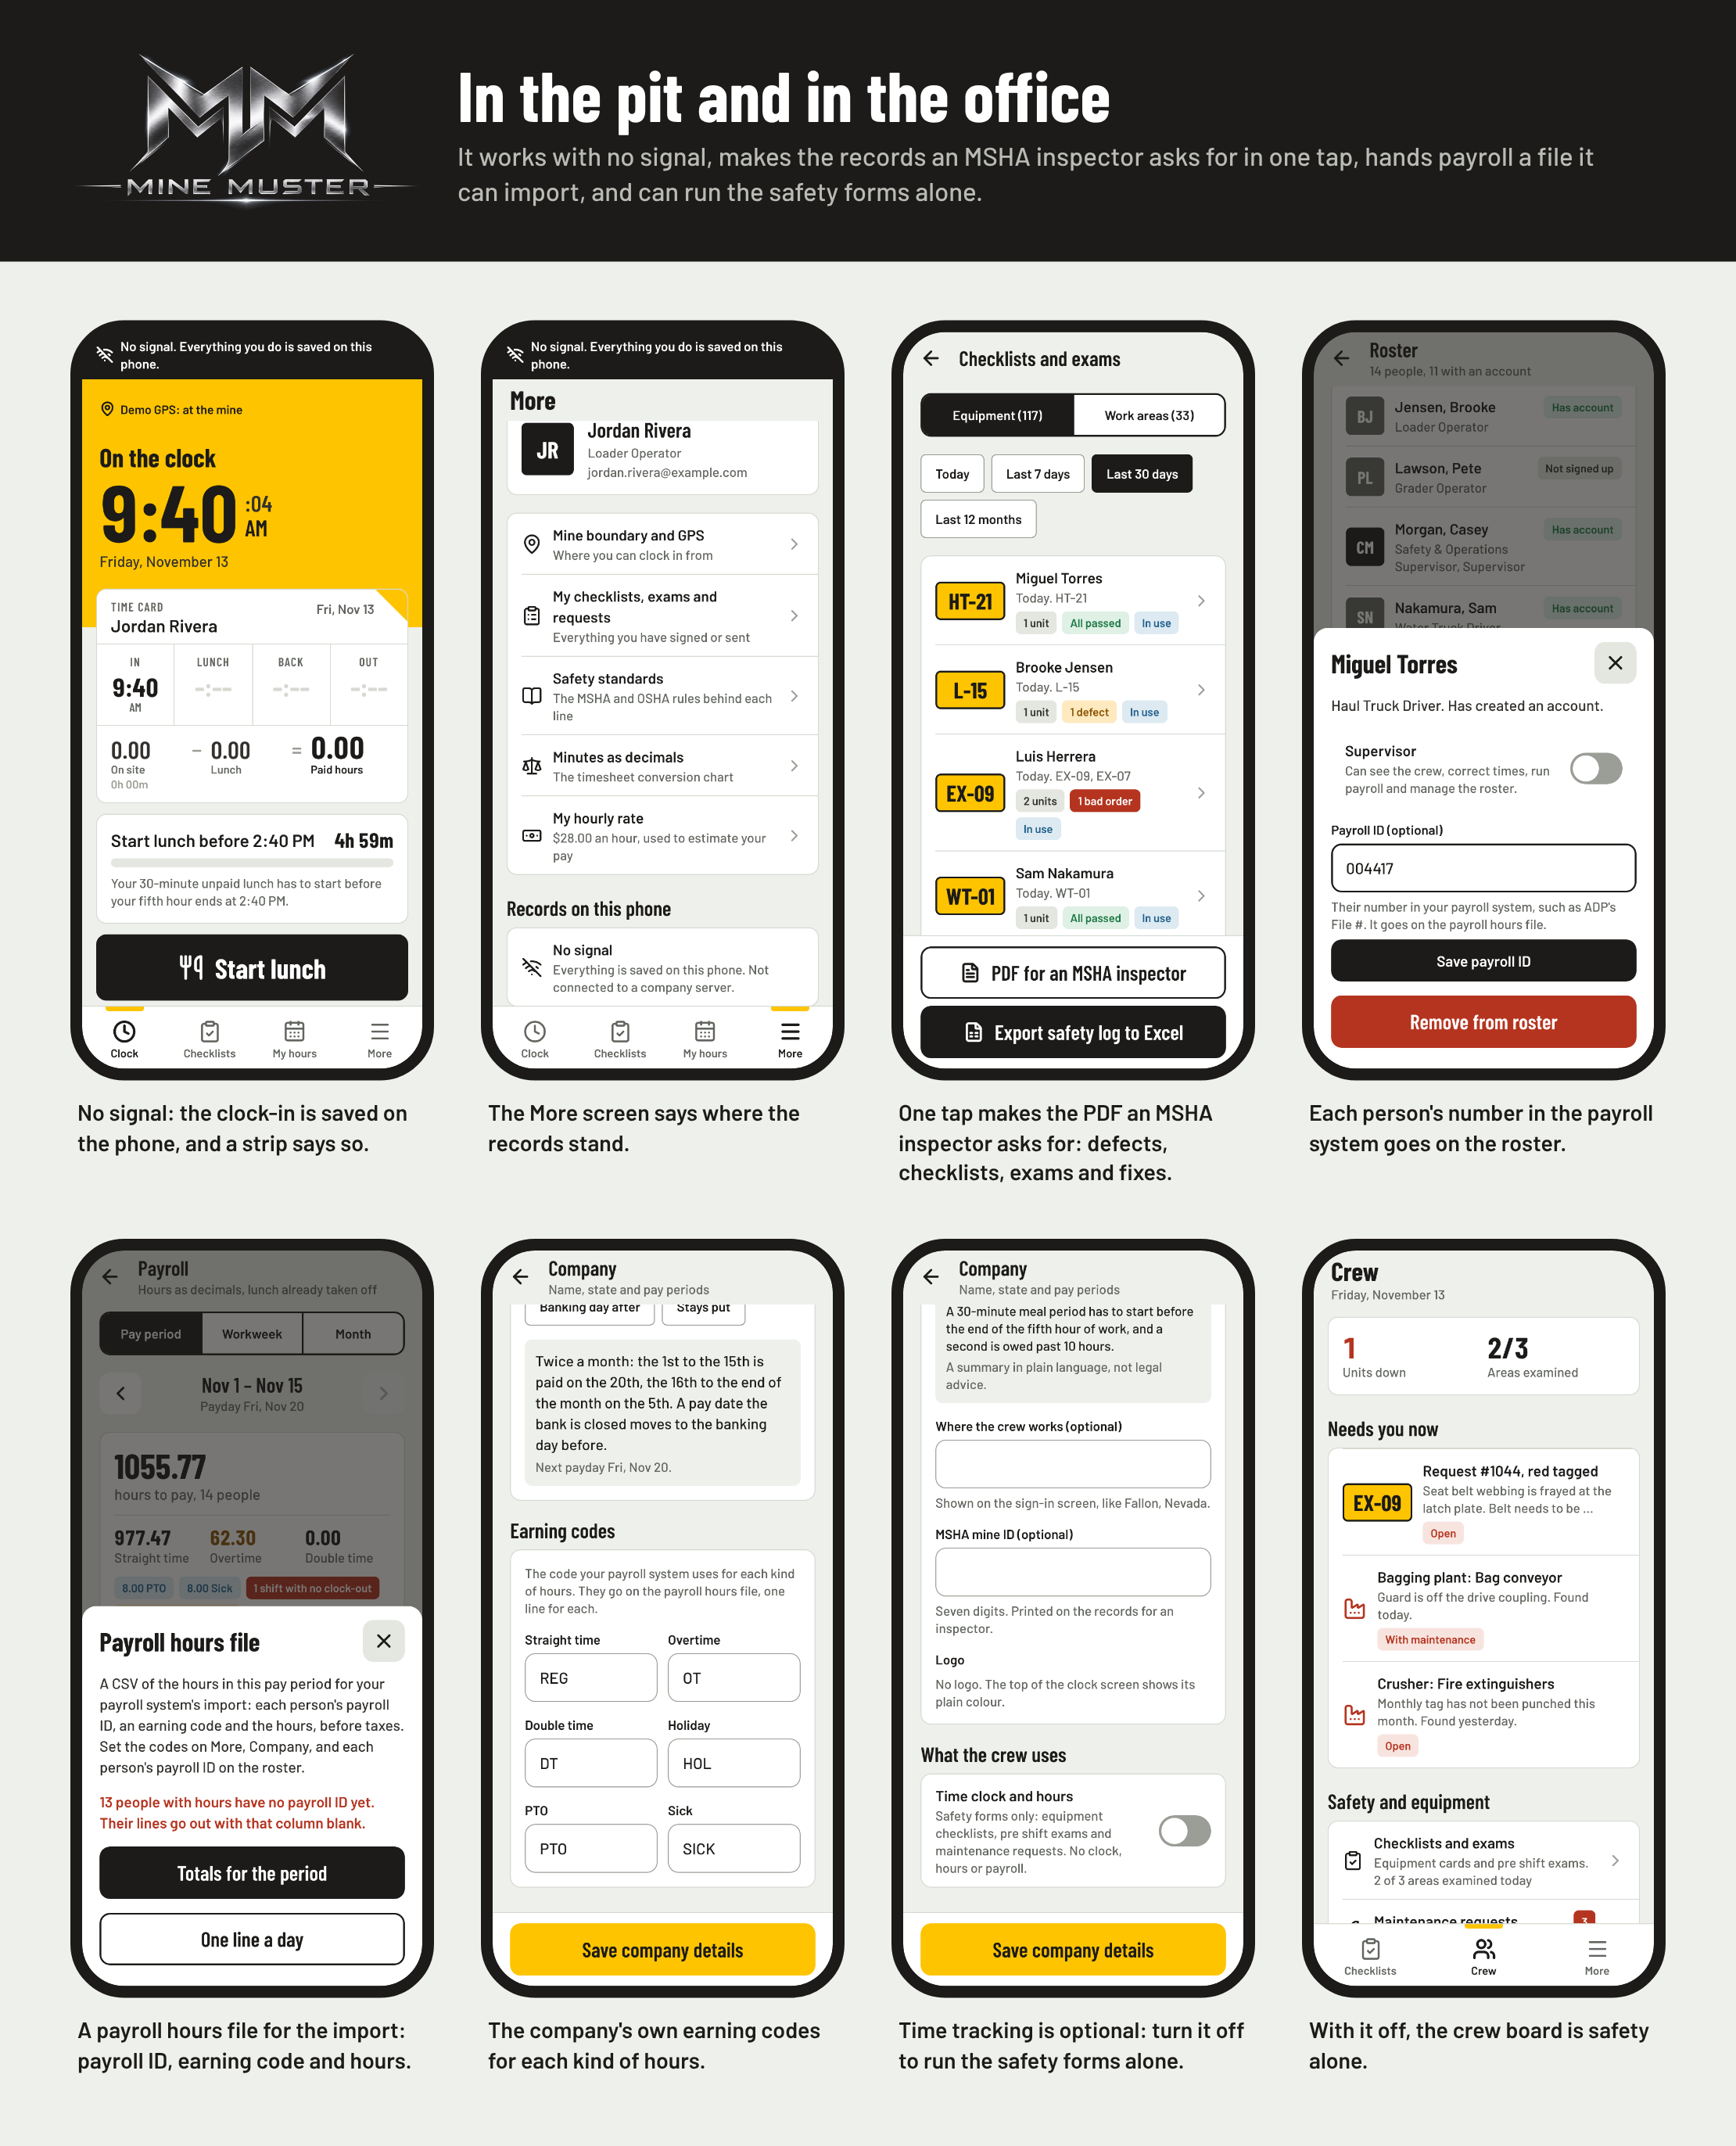 MM
MINE MUSTER
In the pit and in the office
It works with no signal, makes the records an MSHA inspector asks for in one tap, hands payroll a file it
can import, and can run the safety forms alone.
No signal. Everything you do is saved on this
phone.
Demo GPS: at the mine
On the clock
9:40 :04 AM
Friday, November 13
TIME CARD
Fri, Nov 13
Jordan Rivera
IN LUNCH BACK OUT
9:40 -:-- -:-- -:--
AM
0.00 – 0.00 = 0.00
On site Lunch Paid hours
0h 00m
Start lunch before 2:40 PM 4h 59m
Your 30-minute unpaid lunch has to start before
your fifth hour ends at 2:40 PM.
Start lunch
Clock Checklists My hours More
No signal: the clock-in is saved on
the phone, and a strip says so.
No signal. Everything you do is saved on this
phone.
More
JR
Jordan Rivera
Loader Operator
jordan.rivera@example.com
Mine boundary and GPS
Where you can clock in from
My checklists, exams and
requests
Everything you have signed or sent
Safety standards
The MSHA and OSHA rules behind each
line
Minutes as decimals
The timesheet conversion chart
My hourly rate
$28.00 an hour, used to estimate your
pay
Records on this phone
No signal
Everything is saved on this phone. Not
connected to a company server.
Clock Checklists My hours More
The More screen says where the
records stand.
Checklists and exams
Equipment (117) Work areas (33)
Today Last 7 days Last 30 days
Last 12 months
HT-21
Miguel Torres
Today. HT-21
1 unit All passed In use
L-15
Brooke Jensen
Today. L-15
1 unit 1 defect In use
EX-09
Luis Herrera
Today. EX-09, EX-07
2 units 1 bad order
In use
WT-01
Sam Nakamura
Today. WT-01
1 unit All passed In use
PDF for an MSHA inspector
Export safety log to Excel
One tap makes the PDF an MSHA
inspector asks for: defects,
checklists, exams and fixes.
Roster
14 people, 11 with an account
BJ
Jensen, Brooke
Has account
Loader Operator
PL
Lawson, Pete
Not signed up
Grader Operator
CM
Morgan, Casey
Has account
Safety & Operations
Supervisor, Supervisor
SN
Nakamura, Sam
Has account
Water Truck Driver
Miguel Torres
Haul Truck Driver. Has created an account.
Supervisor
Can see the crew, correct times, run
payroll and manage the roster.
Payroll ID (optional)
004417
Their number in your payroll system, such as ADP's
File #. It goes on the payroll hours file.
Save payroll ID
Remove from roster
Each person's number in the payroll
system goes on the roster.
Payroll
Hours as decimals, lunch already taken off
Pay period Workweek Month
Nov 1 – Nov 15
Payday Fri, Nov 20
1055.77
hours to pay, 14 people
977.47 62.30 0.00
Straight time Overtime Double time
8.00 PTO 8.00 Sick 1 shift with no clock-out
Payroll hours file
A CSV of the hours in this pay period for your
payroll system's import: each person's payroll
ID, an earning code and the hours, before taxes.
Set the codes on More, Company, and each
person's payroll ID on the roster.
13 people with hours have no payroll ID yet.
Their lines go out with that column blank.
Totals for the period
One line a day
A payroll hours file for the import:
payroll ID, earning code and hours.
Company
Name, state and pay periods
Banking day after Stays put
Twice a month: the 1st to the 15th is
paid on the 20th, the 16th to the end of
the month on the 5th. A pay date the
bank is closed moves to the banking
day before.
Next payday Fri, Nov 20.
Earning codes
The code your payroll system uses for each kind
of hours. They go on the payroll hours file, one
line for each.
Straight time Overtime
REG OT
Double time Holiday
DT HOL
PTO Sick
PTO SICK
Save company details
The company's own earning codes
for each kind of hours.
Company
Name, state and pay periods
A 30-minute meal period has to start before
the end of the fifth hour of work, and a
second is owed past 10 hours.
A summary in plain language, not legal
advice.
Where the crew works (optional)
Shown on the sign-in screen, like Fallon, Nevada.
MSHA mine ID (optional)
Seven digits. Printed on the records for an
inspector.
Logo
No logo. The top of the clock screen shows its
plain colour.
What the crew uses
Time clock and hours
Safety forms only: equipment
checklists, pre shift exams and
maintenance requests. No clock,
hours or payroll.
Save company details
Time tracking is optional: turn it off
to run the safety forms alone.
Crew
Friday, November 13
1 2/3
Units down Areas examined
Needs you now
EX-09
Request #1044, red tagged
Seat belt webbing is frayed at the
latch plate. Belt needs to be ...
Open
Bagging plant: Bag conveyor
Guard is off the drive coupling. Found
today.
With maintenance
Crusher: Fire extinguishers
Monthly tag has not been punched this
month. Found yesterday.
Open
Safety and equipment
Checklists and exams
Equipment cards and pre shift exams.
2 of 3 areas examined today
Maintenance requests 3
Checklists Crew More
With it off, the crew board is safety
alone.